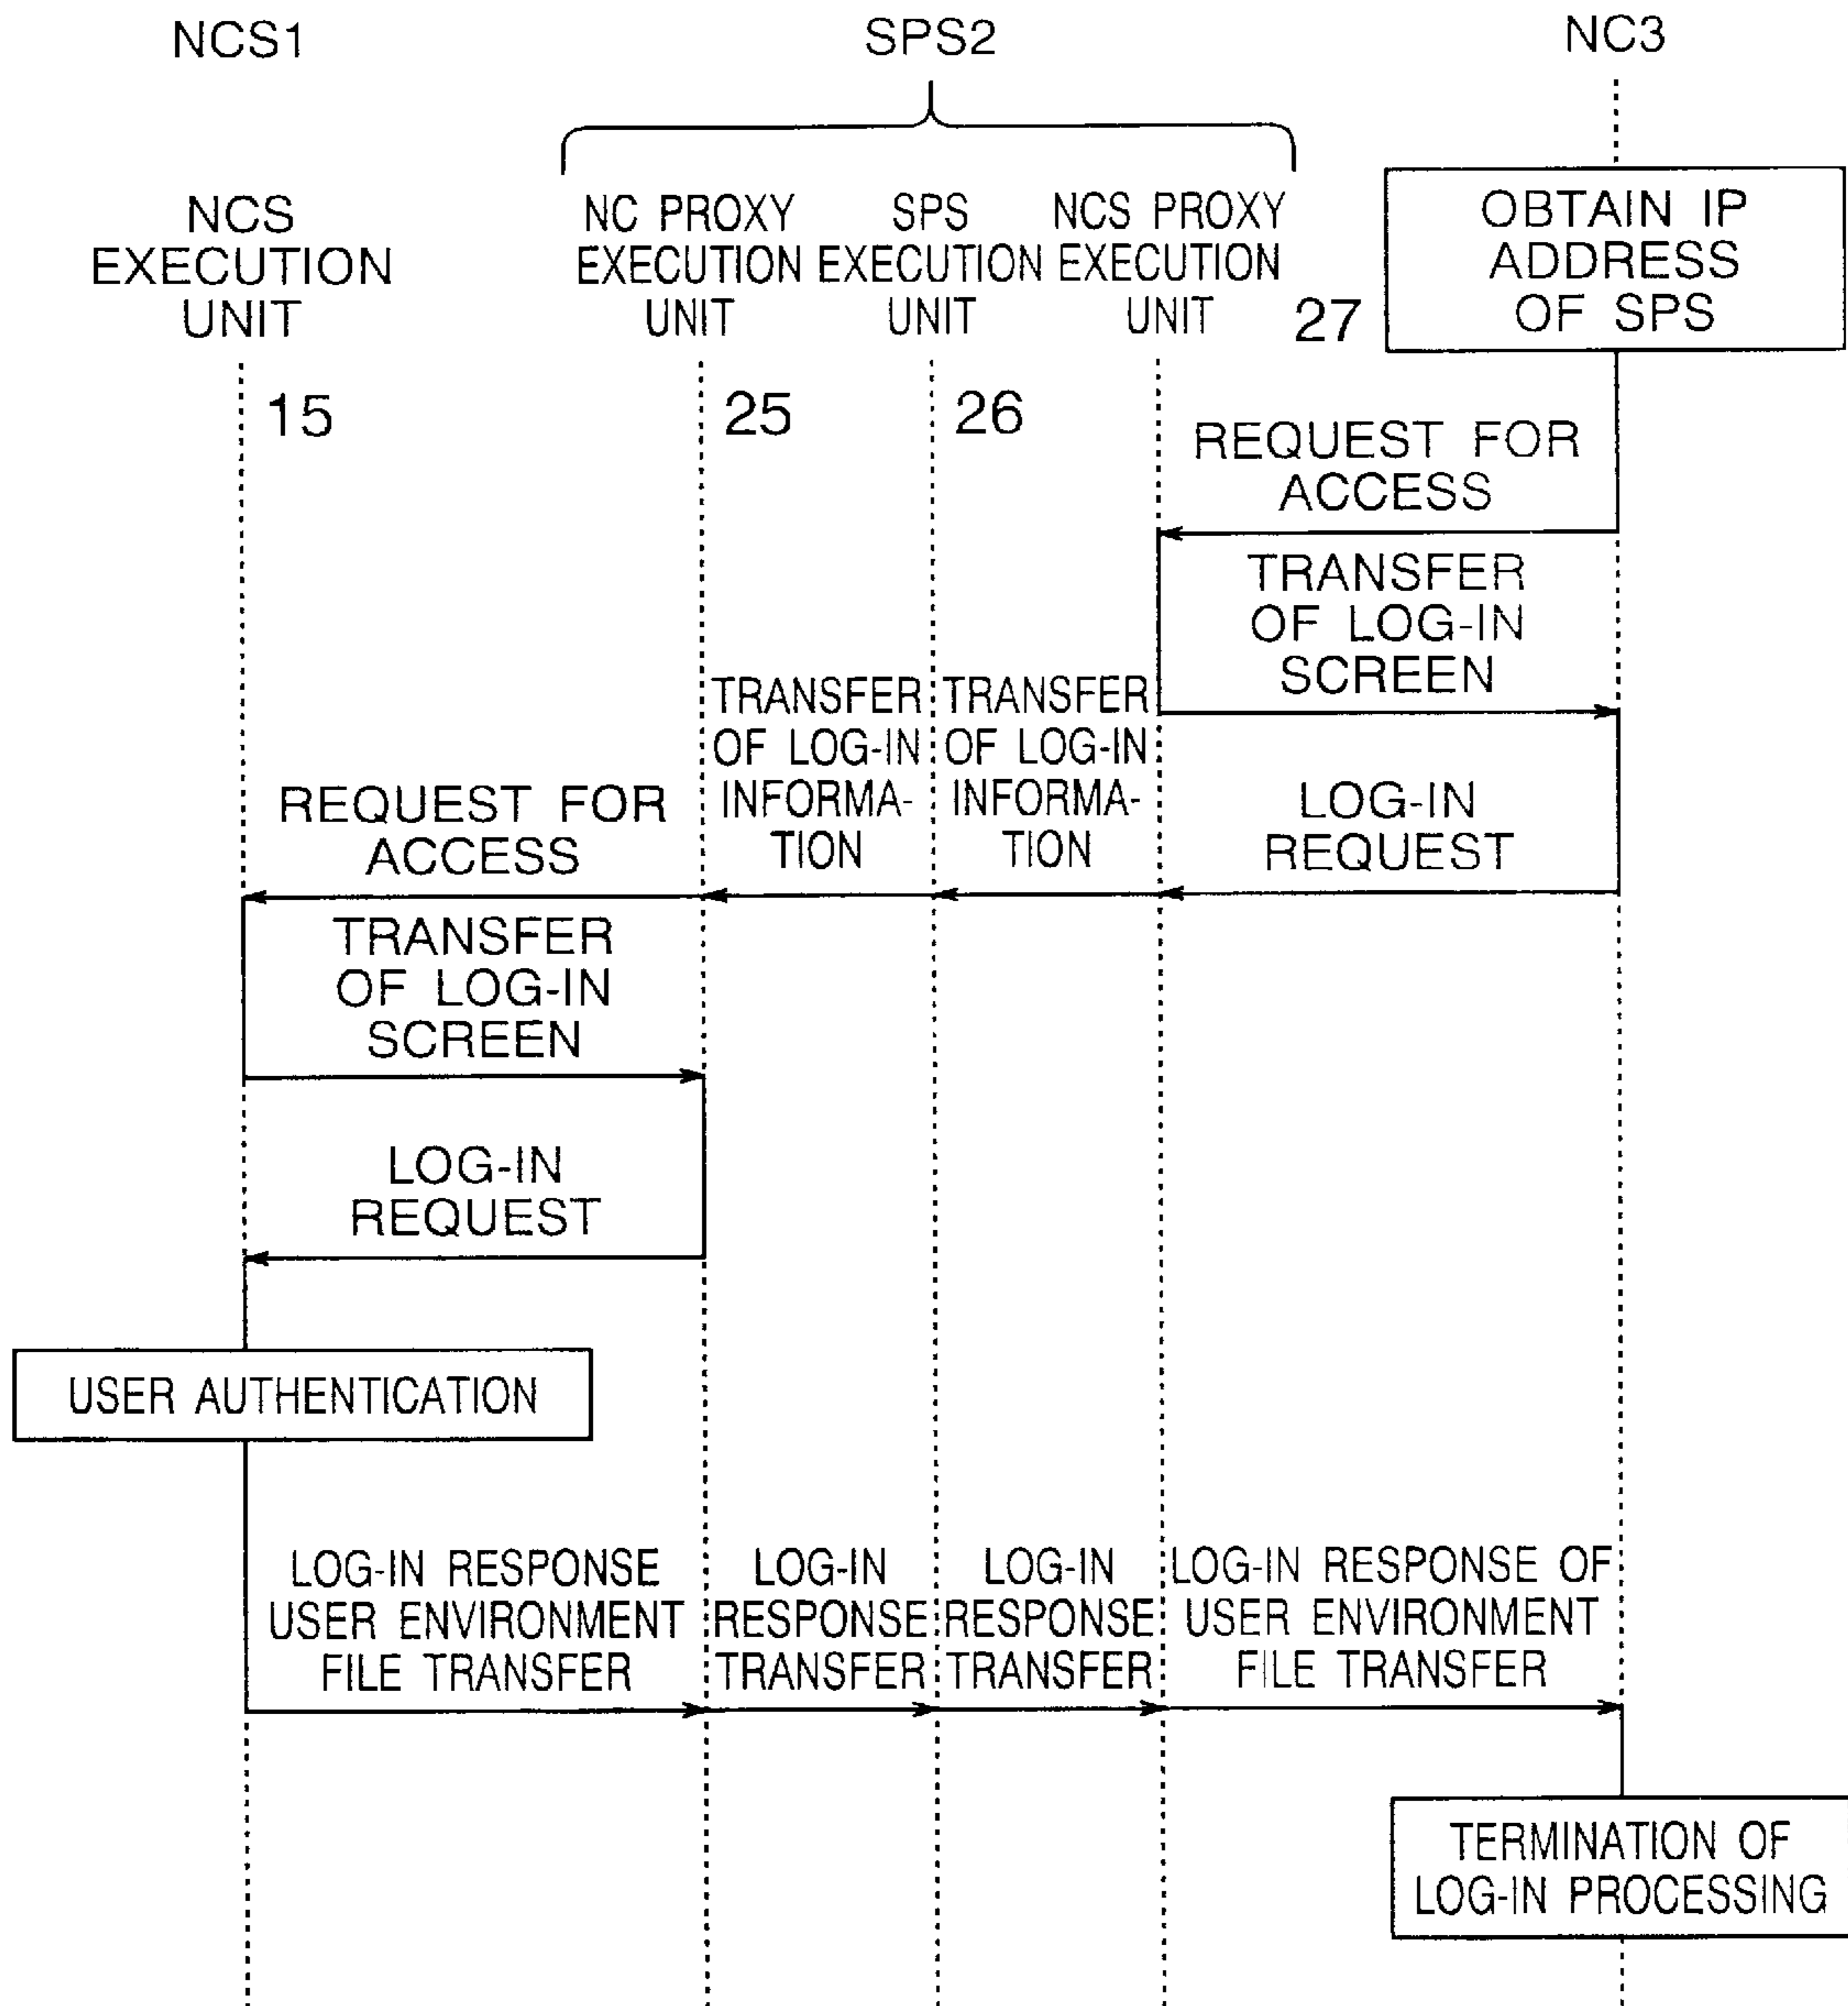 NCS1
SPS2
NC3
NCS
EXECUTION
UNIT
15
NC PROXY
EXECUTION
UNIT
25
SPS
EXECUTION
UNIT
26
NCS PROXY
EXECUTION
UNIT
27
OBTAIN IP
ADDRESS
OF SPS
REQUEST FOR
ACCESS
TRANSFER
OF LOG-IN
SCREEN
LOG-IN
REQUEST
TRANSFER
OF LOG-IN
INFORMA-
TION
TRANSFER
OF LOG-IN
INFORMA-
TION
REQUEST FOR
ACCESS
TRANSFER
OF LOG-IN
SCREEN
LOG-IN
REQUEST
USER AUTHENTICATION
LOG-IN RESPONSE
USER ENVIRONMENT
FILE TRANSFER
LOG-IN
RESPONSE
TRANSFER
LOG-IN
RESPONSE
TRANSFER
LOG-IN RESPONSE OF
USER ENVIRONMENT
FILE TRANSFER
TERMINATION OF
LOG-IN PROCESSING